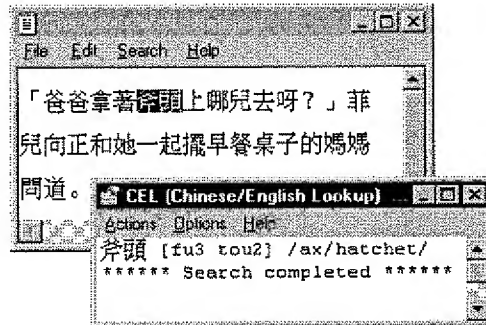 File Edit Search Help
「爸爸拿著斧頭上哪兒去呀?」菲
兒向正和她一起擺早餐桌子的媽媽
問道。
CEL (Chinese/English Lookup) ...
Actions Options Help
斧頭 [fu3 tou2] /ax/hatchet/
****** Search completed ******